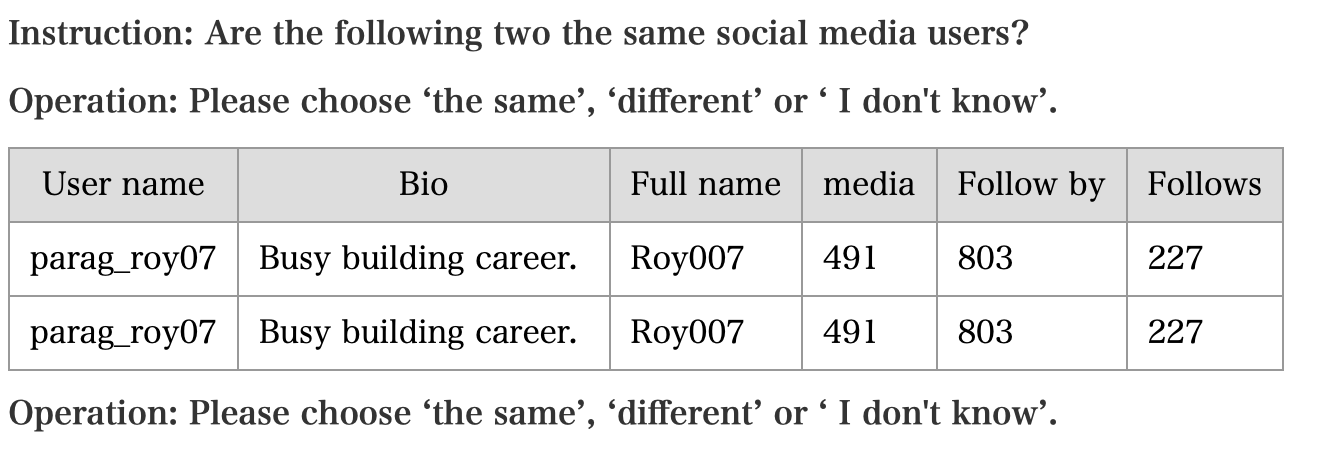 Instruction: Are the following two the same social media users?
Operation: Please choose ‘the same’, ‘different’ or ‘ I don't know’.
User name Bio Full name media Follow by Follows
parag_roy07 Busy building career. Roy007 491 803 227
parag_roy07 Busy building career. Roy007 491 803 227
Operation: Please choose ‘the same’, ‘different’ or ‘ I don't know’.